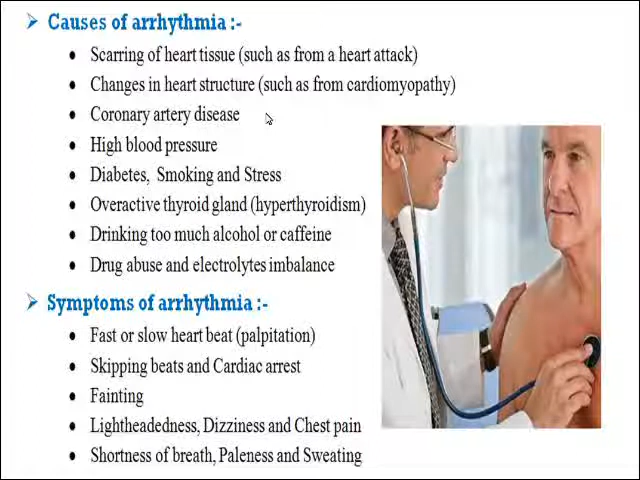 Causes of arrhythmia :-
Scarring of heart tissue (such as from a heart attack)
Changes in heart structure (such as from cardiomyopathy)
Coronary artery disease
High blood pressure
Diabetes, Smoking and Stress
Overactive thyroid gland (hyperthyroidism)
Drinking too much alcohol or caffeine
Drug abuse and electrolytes imbalance
Symptoms of arrhythmia :-
Fast or slow heart beat (palpitation)
Skipping beats and Cardiac arrest
Fainting
Lightheadedness, Dizziness and Chest pain
Shortness of breath, Paleness and Sweating